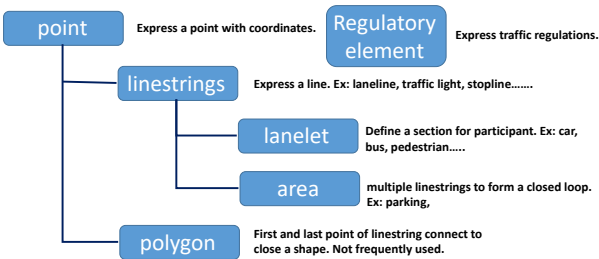 point
Express a point with coordinates.
Regulatory
element
Express traffic regulations.
linestrings
Express a line. Ex: laneline, traffic light, stopline.......
lanelet
Define a section for participant. Ex: car,
bus, pedestrian.....
area
multiple linestrings to form a closed loop.
Ex: parking,
polygon
First and last point of linestring connect to
close a shape. Not frequently used.